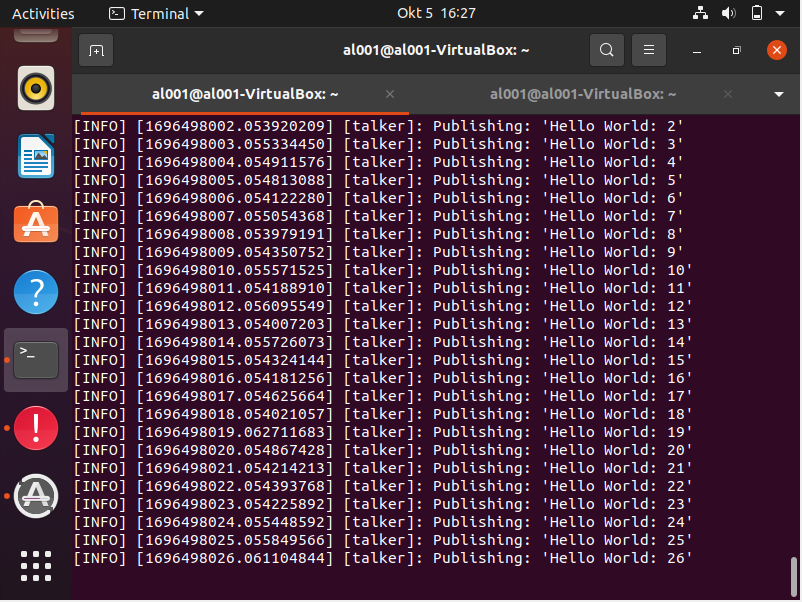 Activities Terminal Okt 5 16:27
al001@al001-VirtualBox: ~
al001@al001-VirtualBox: ~ al001@al001-VirtualBox: ~
[INFO] [1696498002.053920209] [talker]: Publishing: 'Hello World: 2'
[INFO] [1696498003.055334450] [talker]: Publishing: 'Hello World: 3'
[INFO] [1696498004.054911576] [talker]: Publishing: 'Hello World: 4'
[INFO] [1696498005.054813088] [talker]: Publishing: 'Hello World: 5'
[INFO] [1696498006.054122280] [talker]: Publishing: 'Hello World: 6'
[INFO] [1696498007.055054368] [talker]: Publishing: 'Hello World: 7'
[INFO] [1696498008.053979191] [talker]: Publishing: 'Hello World: 8'
[INFO] [1696498009.054350752] [talker]: Publishing: 'Hello World: 9'
[INFO] [1696498010.055571525] [talker]: Publishing: 'Hello World: 10'
[INFO] [1696498011.054188910] [talker]: Publishing: 'Hello World: 11'
[INFO] [1696498012.056095549] [talker]: Publishing: 'Hello World: 12'
[INFO] [1696498013.054007203] [talker]: Publishing: 'Hello World: 13'
[INFO] [1696498014.055726073] [talker]: Publishing: 'Hello World: 14'
[INFO] [1696498015.054324144] [talker]: Publishing: 'Hello World: 15'
[INFO] [1696498016.054181256] [talker]: Publishing: 'Hello World: 16'
[INFO] [1696498017.054625664] [talker]: Publishing: 'Hello World: 17'
[INFO] [1696498018.054021057] [talker]: Publishing: 'Hello World: 18'
[INFO] [1696498019.062711683] [talker]: Publishing: 'Hello World: 19'
[INFO] [1696498020.054867428] [talker]: Publishing: 'Hello World: 20'
[INFO] [1696498021.054214213] [talker]: Publishing: 'Hello World: 21'
[INFO] [1696498022.054393768] [talker]: Publishing: 'Hello World: 22'
[INFO] [1696498023.054225892] [talker]: Publishing: 'Hello World: 23'
[INFO] [1696498024.055448592] [talker]: Publishing: 'Hello World: 24'
[INFO] [1696498025.055849566] [talker]: Publishing: 'Hello World: 25'
[INFO] [1696498026.061104844] [talker]: Publishing: 'Hello World: 26'